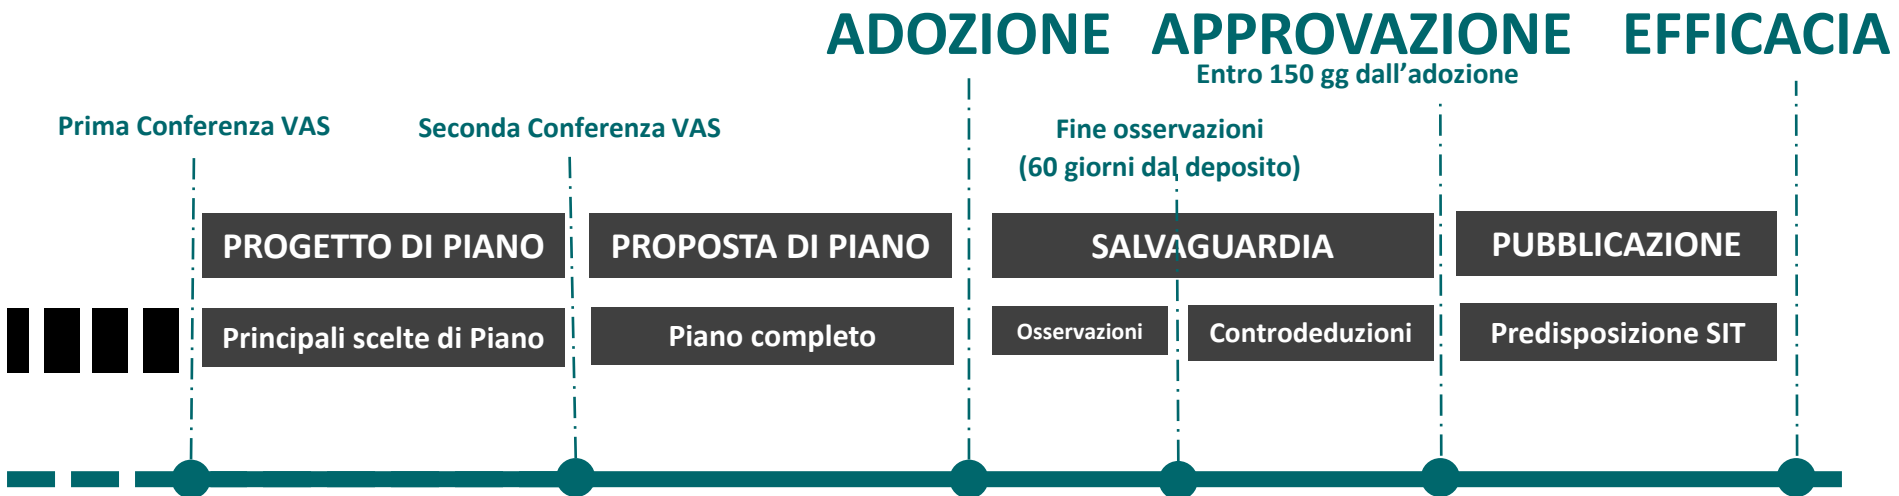 ADOZIONE APPROVAZIONE EFFICACIA
Entro 150 gg dall'adozione
Prima Conferenza VAS
Seconda Conferenza VAS
Fine osservazioni
(60 giorni dal deposito)
PROGETTO DI PIANO
PROPOSTA DI PIANO
SALVAGUARDIA
PUBBLICAZIONE
Principali scelte di Piano
Piano completo
Osservazioni
Controdeduzioni
Predisposizione SIT